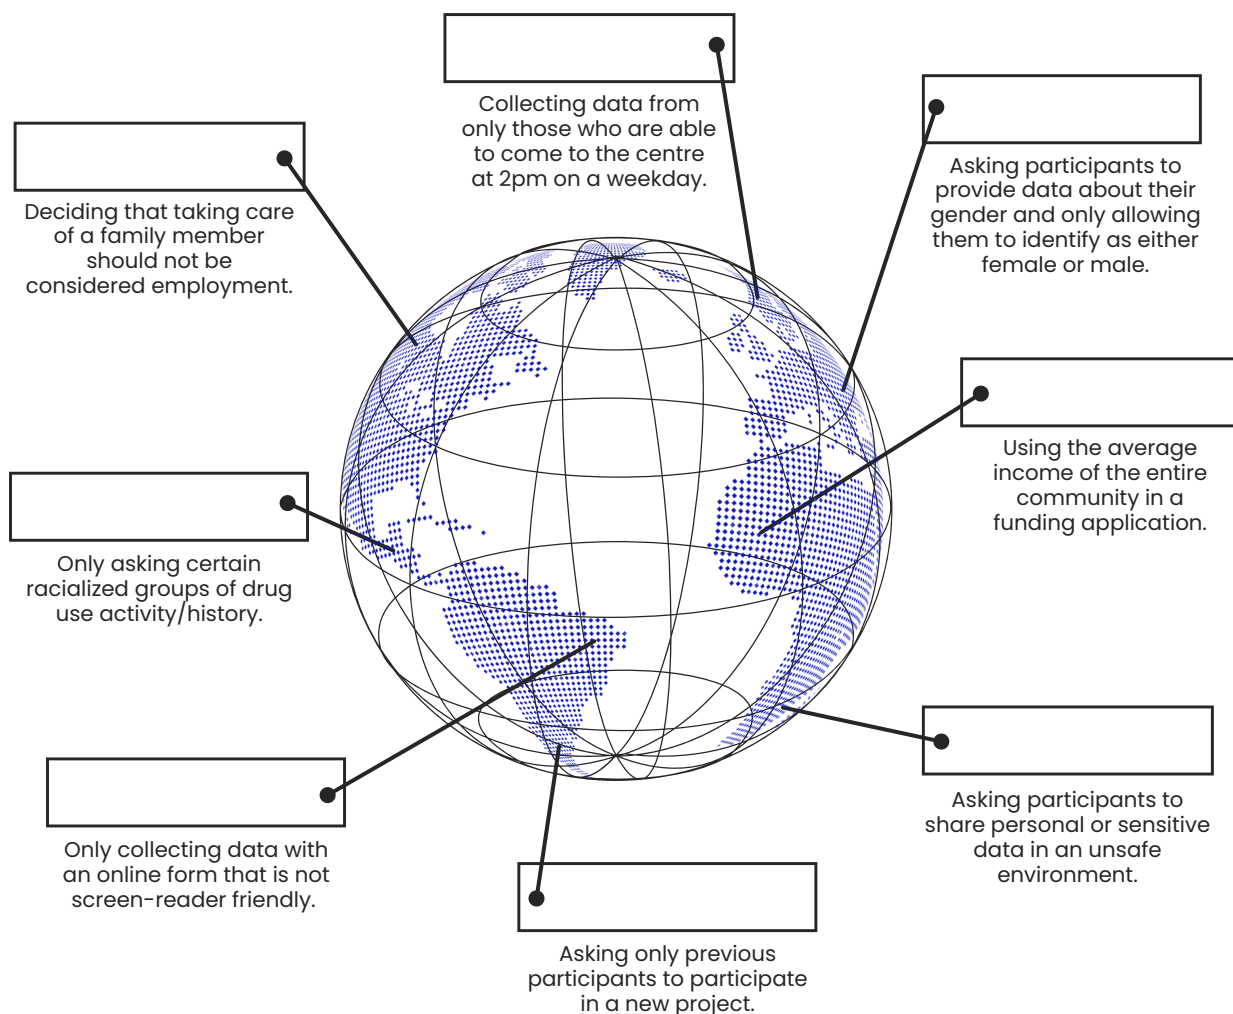 Collecting data from
only those who are able
to come to the centre
at 2pm on a weekday.
Asking participants to
provide data about their
gender and only allowing
them to identify as either
female or male.
Deciding that taking care
of a family member
should not be
considered employment.
Using the average
income of the entire
community in a
funding application.
Only asking certain
racialized groups of drug
use activity/history.
Asking participants to
share personal or sensitive
data in an unsafe
environment.
Only collecting data with
an online form that is not
screen-reader friendly.
Asking only previous
participants to participate
in a new project.